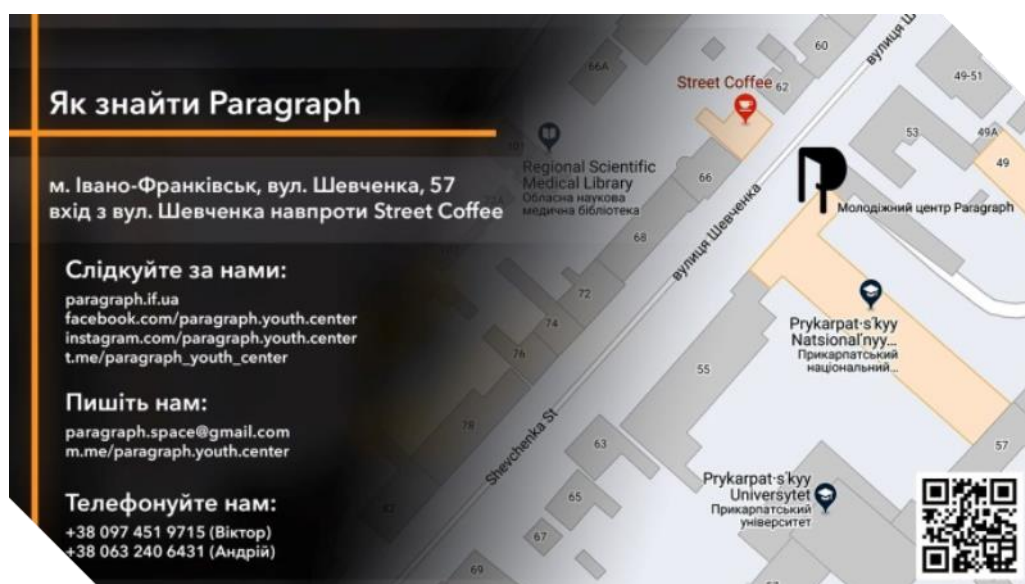 Як знайти Paragraph
м. Івано-Франківськ, вул. Шевченка, 57
вхід з вул. Шевченка навпроти Street Coffee
Слідкуйте за нами:
paragraph.if.ua
facebook.com/paragraph.youth.center
instagram.com/paragraph.youth.center
t.me/paragraph_youth_center
Пишіть нам:
paragraph.space@gmail.com
m.me/paragraph.youth.center
Телефонуйте нам:
+38 097 451 9715 (Віктор)
+38 063 240 6431 (Андрій)
66A
60
вулиця Ш
Street Coffee
62
49-51
53
49A
49
Regional Scientific
Medical Library
Обласна наукова
медична бібліотека
66
вулиця Шевченка
Молодіжний центр Paragraph
68
72
74
76
78
Prykarpat·s'kyy
Natsional'nyy...
Прикарпатський
національний...
55
Shevchenka St
63
57
65
Prykarpat·s'kyy
Universytet
Прикарпатський
університет
67
69